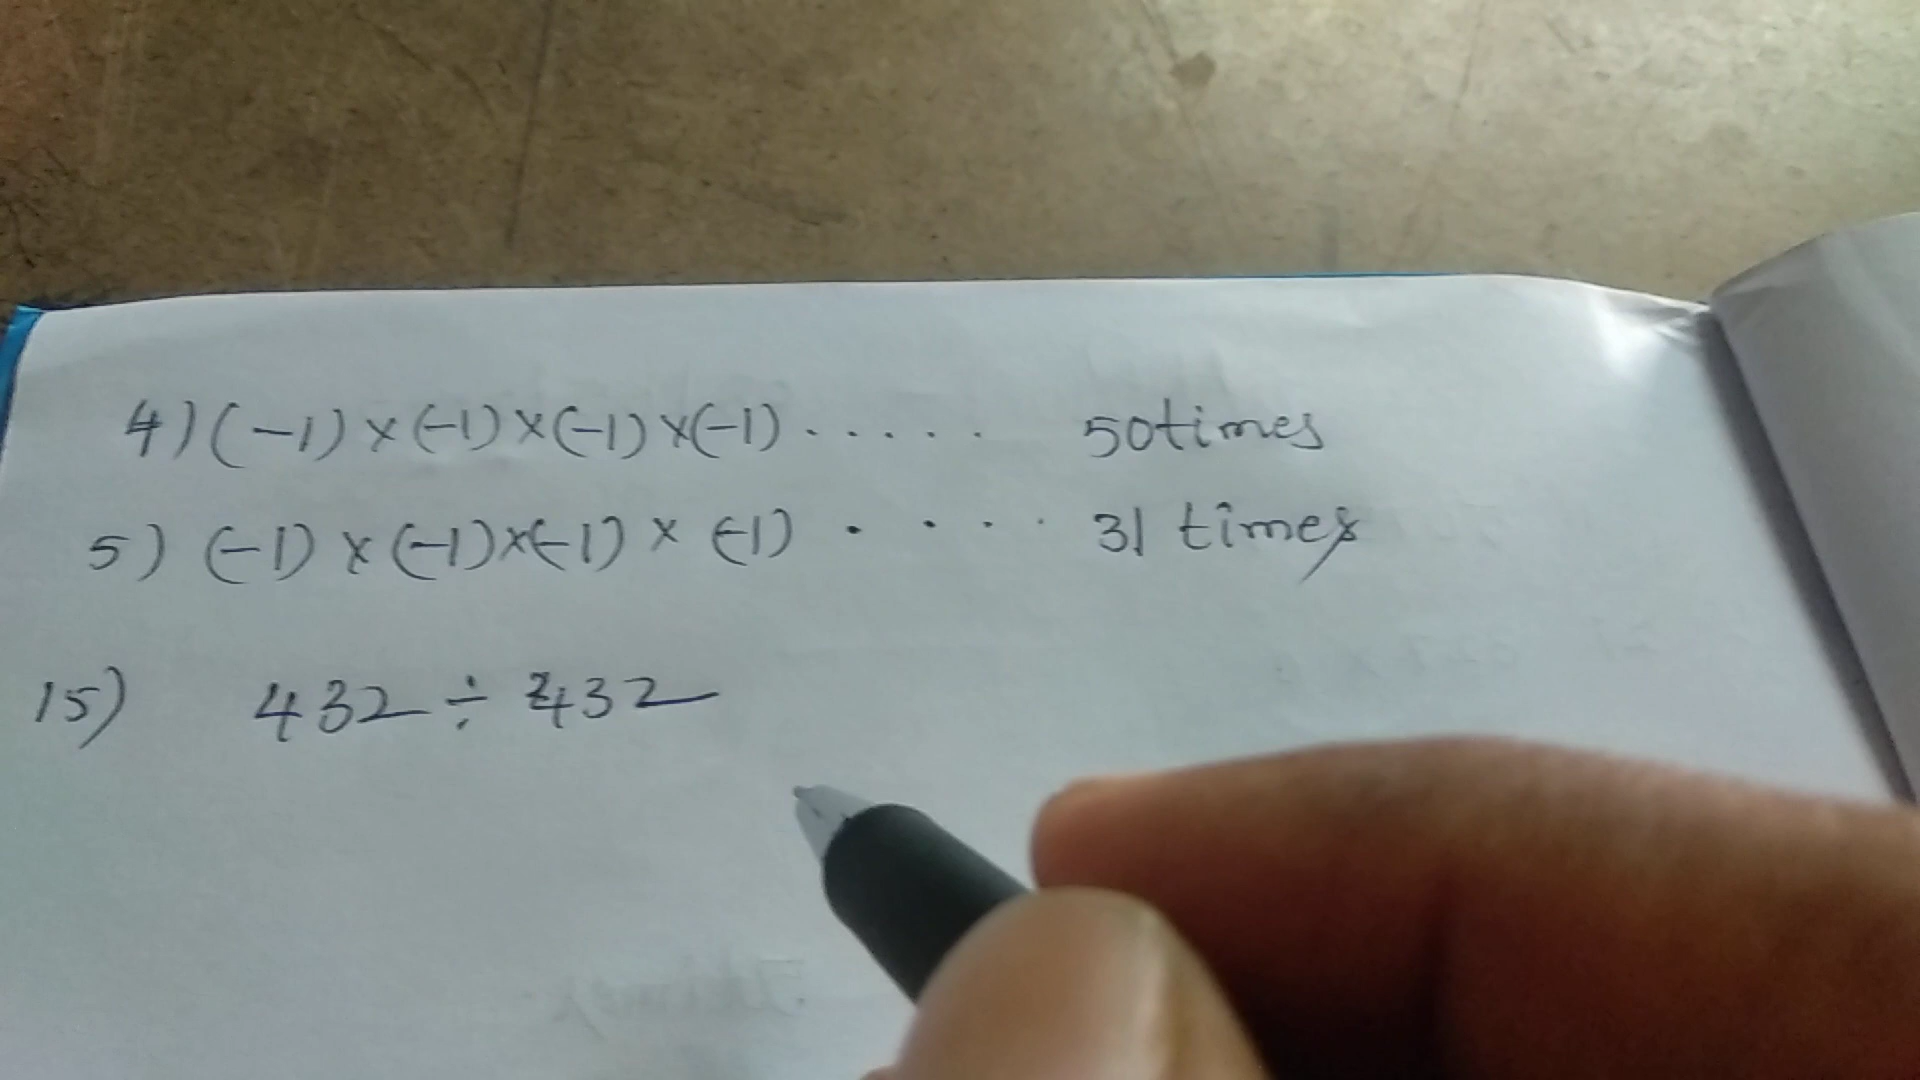 4) (-1) × (-1) × (-1) × (-1) ..... 50times
5) (-1) × (-1) × (-1) × (-1) .... 31 times
15) 432 ÷ 432